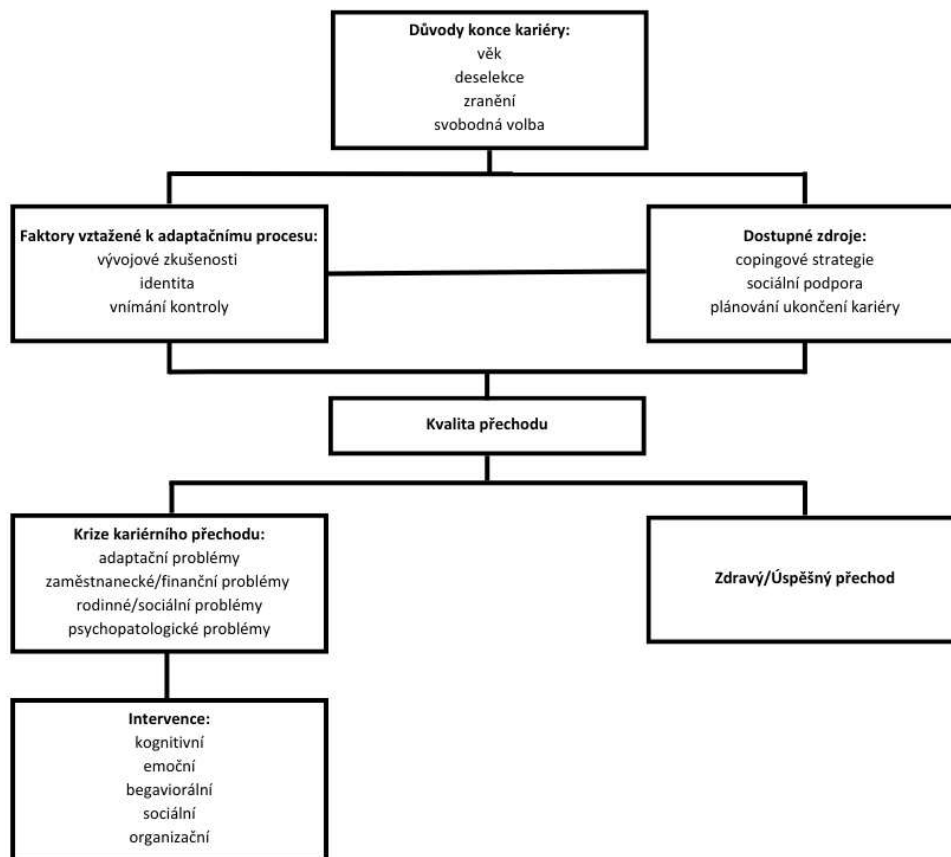 Důvody konce kariéry:
věk
deselekce
zranění
svobodná volba
Faktory vztažené k adaptačnímu procesu:
vývojové zkušenosti
identita
vnímání kontroly
Dostupné zdroje:
copingové strategie
sociální podpora
plánování ukončení kariéry
Kvalita přechodu
Krize kariérního přechodu:
adaptační problémy
zaměstnanecké/finanční problémy
rodinné/sociální problémy
psychopatologické problémy
Zdravý/Úspěšný přechod
Intervence:
kognitivní
emoční
begaviorální
sociální
organizační